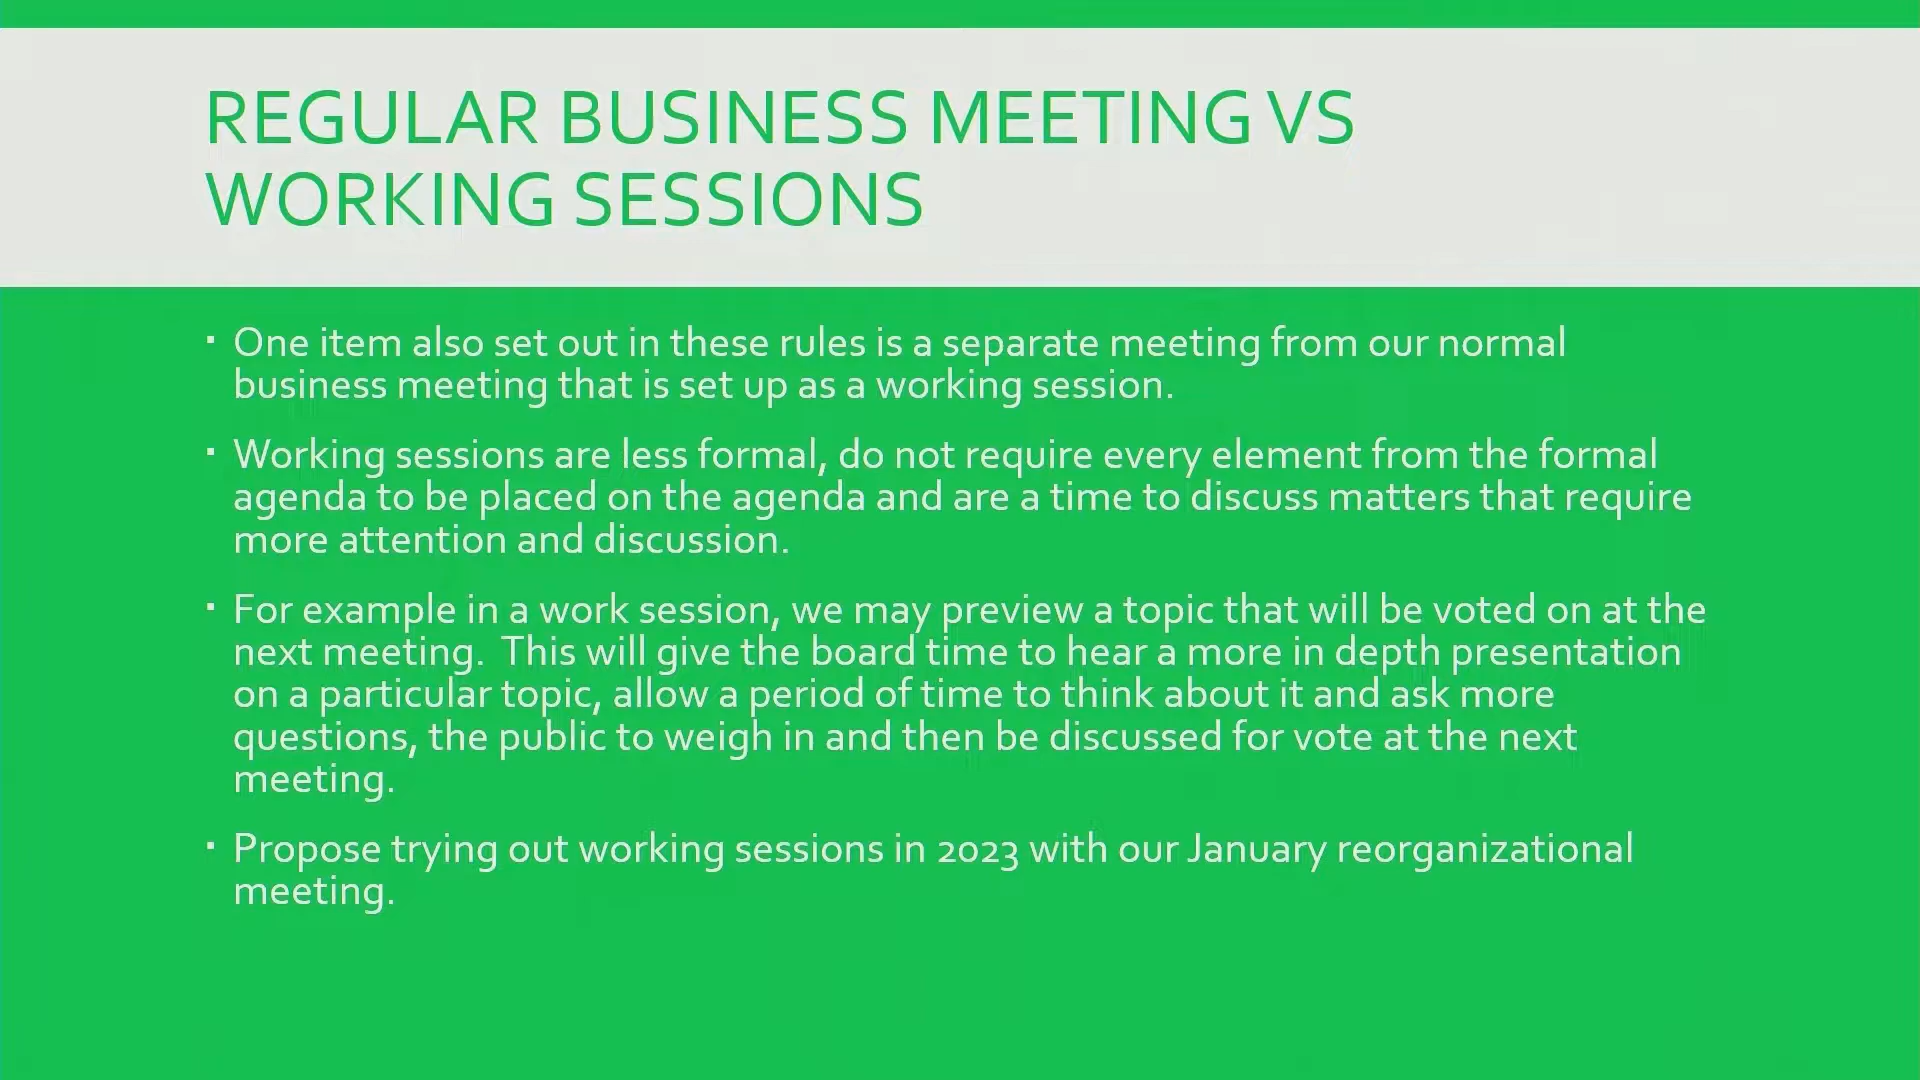 REGULAR BUSINESS MEETING VS
WORKING SESSIONS
▪ One item also set out in these rules is a separate meeting from our normal
business meeting that is set up as a working session.
▪ Working sessions are less formal, do not require every element from the formal
agenda to be placed on the agenda and are a time to discuss matters that require
more attention and discussion.
▪ For example in a work session, we may preview a topic that will be voted on at the
next meeting.  This will give the board time to hear a more in depth presentation
on a particular topic, allow a period of time to think about it and ask more
questions, the public to weigh in and then be discussed for vote at the next
meeting.
▪ Propose trying out working sessions in 2023 with our January reorganizational
meeting.